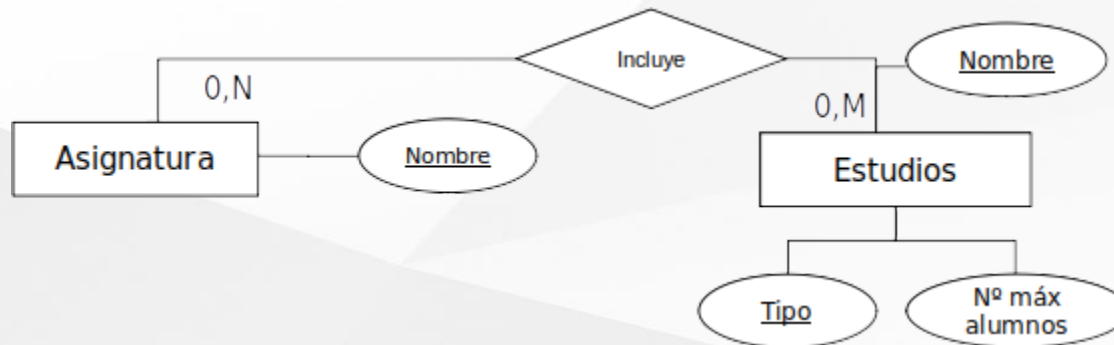 Incluye
Nombre
0,N
0,M
Asignatura
Nombre
Estudios
Tipo
Nº máx
alumnos